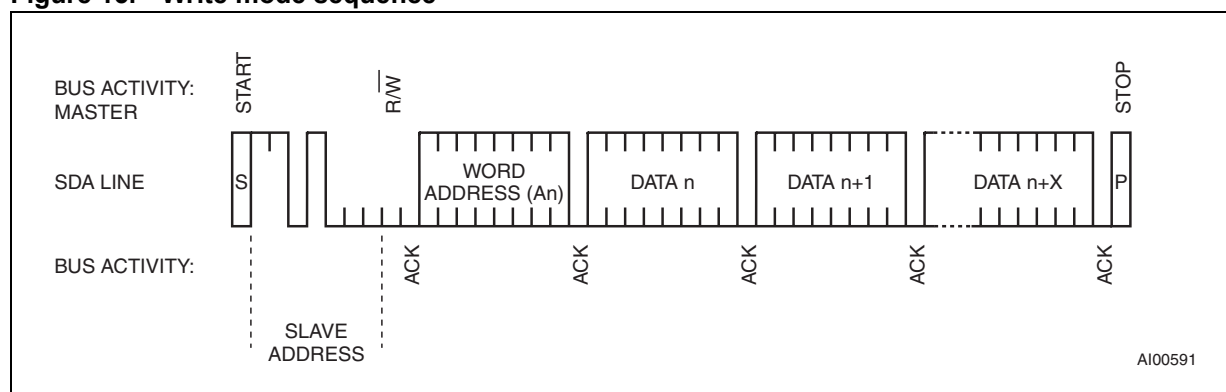 Figure 15. Write mode sequence
BUS ACTIVITY:
MASTER
START
R/W
STOP
SDA LINE
S
WORD
ADDRESS (An)
DATA n
DATA n+1
DATA n+X
P
BUS ACTIVITY:
ACK
ACK
ACK
ACK
ACK
SLAVE
ADDRESS
AI00591